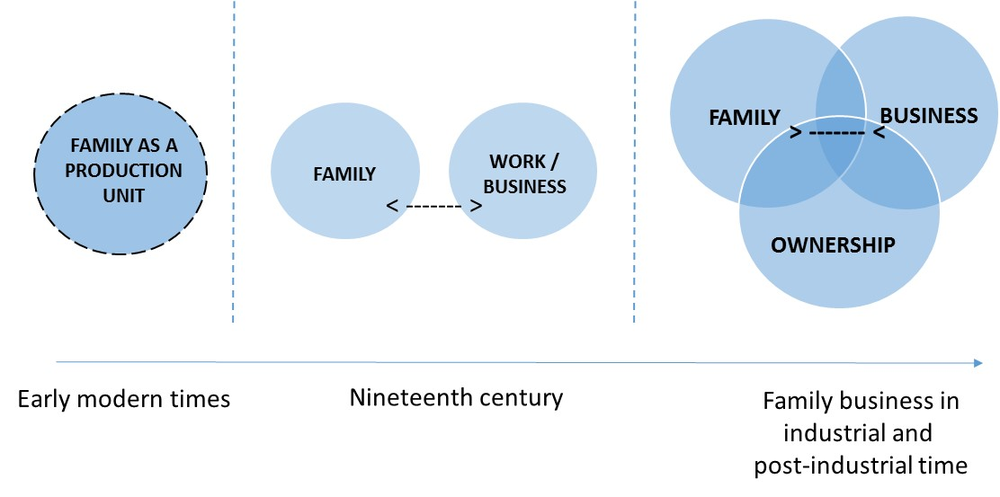 FAMILY AS A
PRODUCTION
UNIT
FAMILY
WORK /
BUSINESS
< ------- >
FAMILY
BUSINESS
> ------- <
OWNERSHIP
Early modern times
Nineteenth century
Family business in
industrial and
post-industrial time